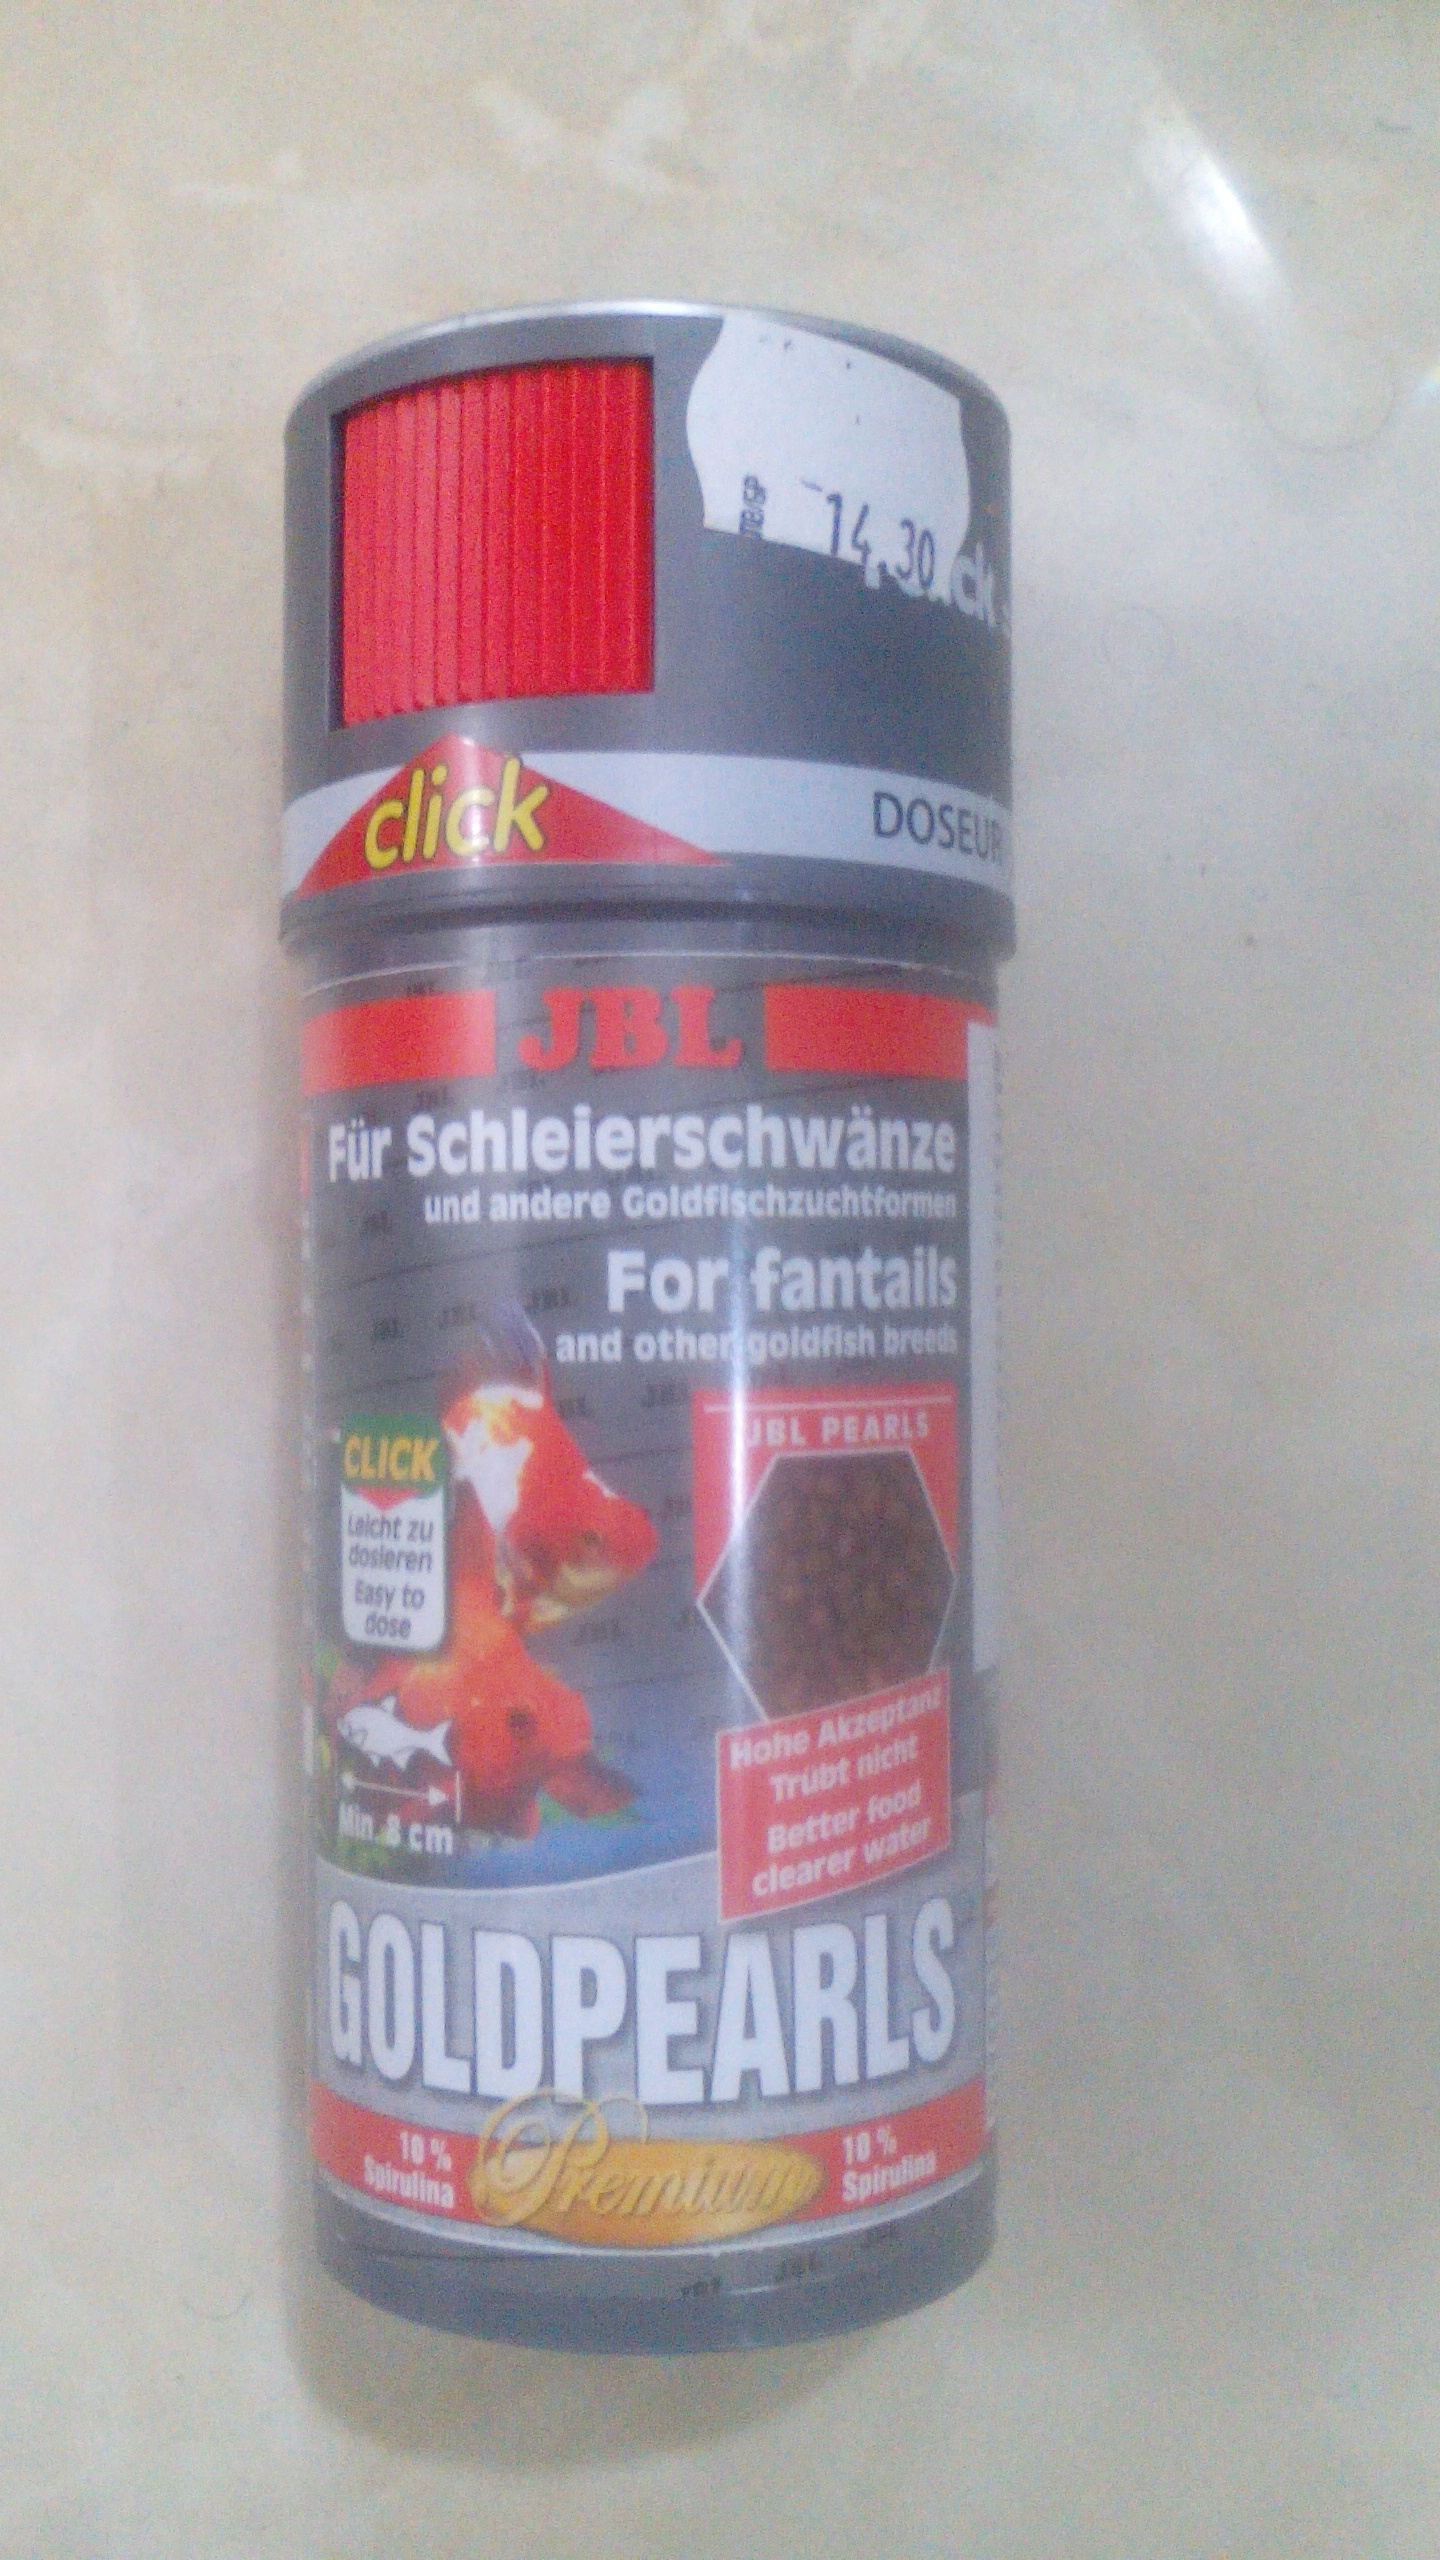 14.30
click
DOSEUR
JBL
Für Schleierschwänze
und andere Goldfischzuchtformen
For fantails
and other goldfish breeds
CLICK
Leicht zu
dosieren
Easy to
dose
JBL PEARLS
Hohe Akzeptanz
Trübt nicht
Better food
clearer water
Min. 8 cm
GOLDPEARLS
Premium
10 %
Spirulina
10 %
Spirulina